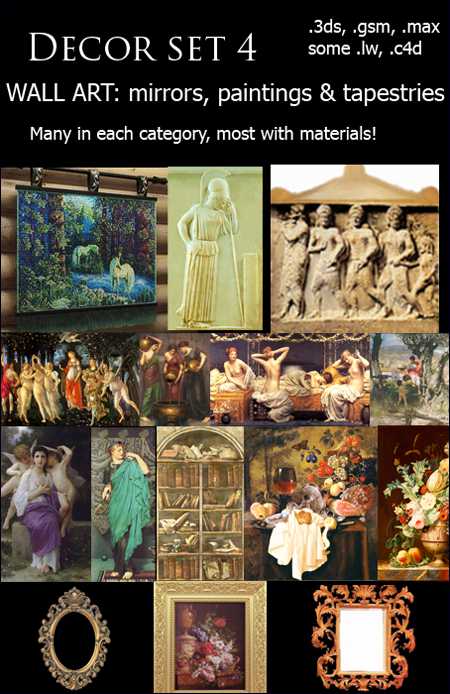 DECOR SET 4
.3ds, .gsm, .max
some .lw, .c4d
WALL ART: mirrors, paintings & tapestries
Many in each category, most with materials!